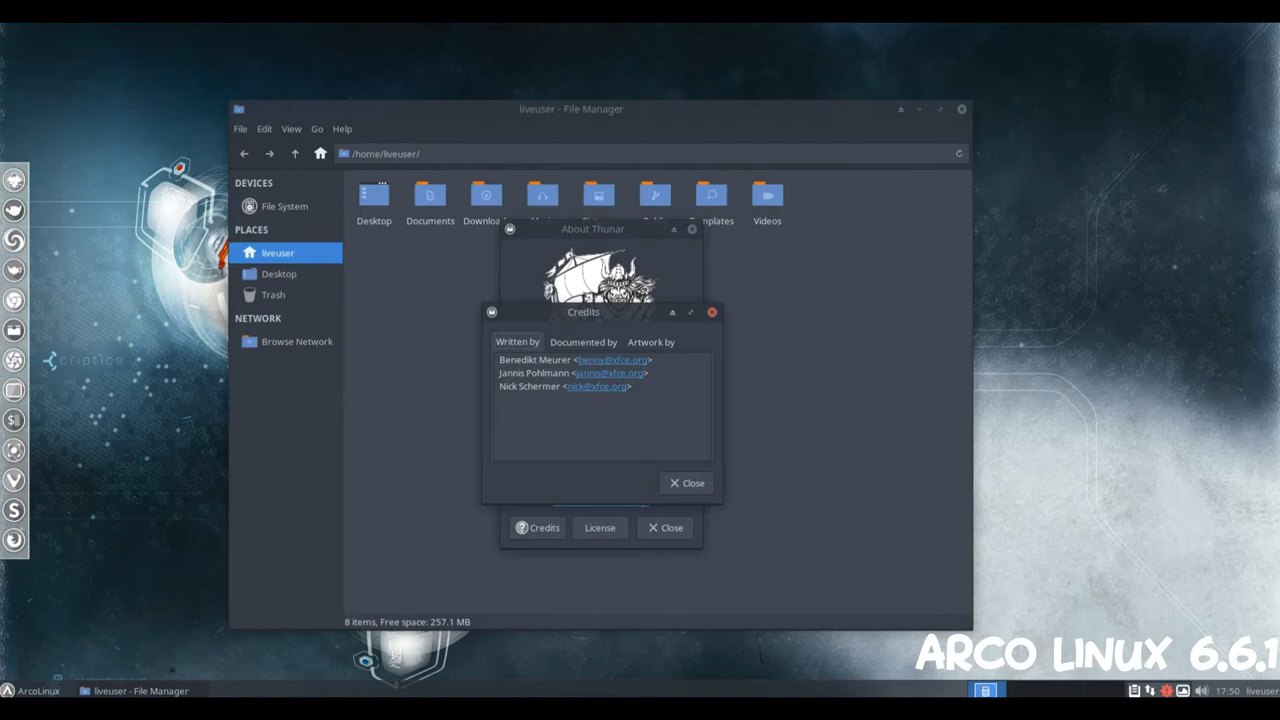 liveuser - File Manager
File Edit View Go Help
/home/liveuser/
DEVICES
File System
PLACES
liveuser
Desktop
Trash
NETWORK
Browse Network
Desktop Documents Videos
About Thunar
Credits
Written by Documented by Artwork by
Benedikt Meurer <benny@xfce.org>
Jannis Pohlmann <jannis@xfce.org>
Nick Schermer <nick@xfce.org>
Close
Credits License Close
8 items, Free space: 257.1 MB
criptica
ARCO LINUX 6.6.1
ArcoLinux liveuser - File Manager 17:50 liveuser